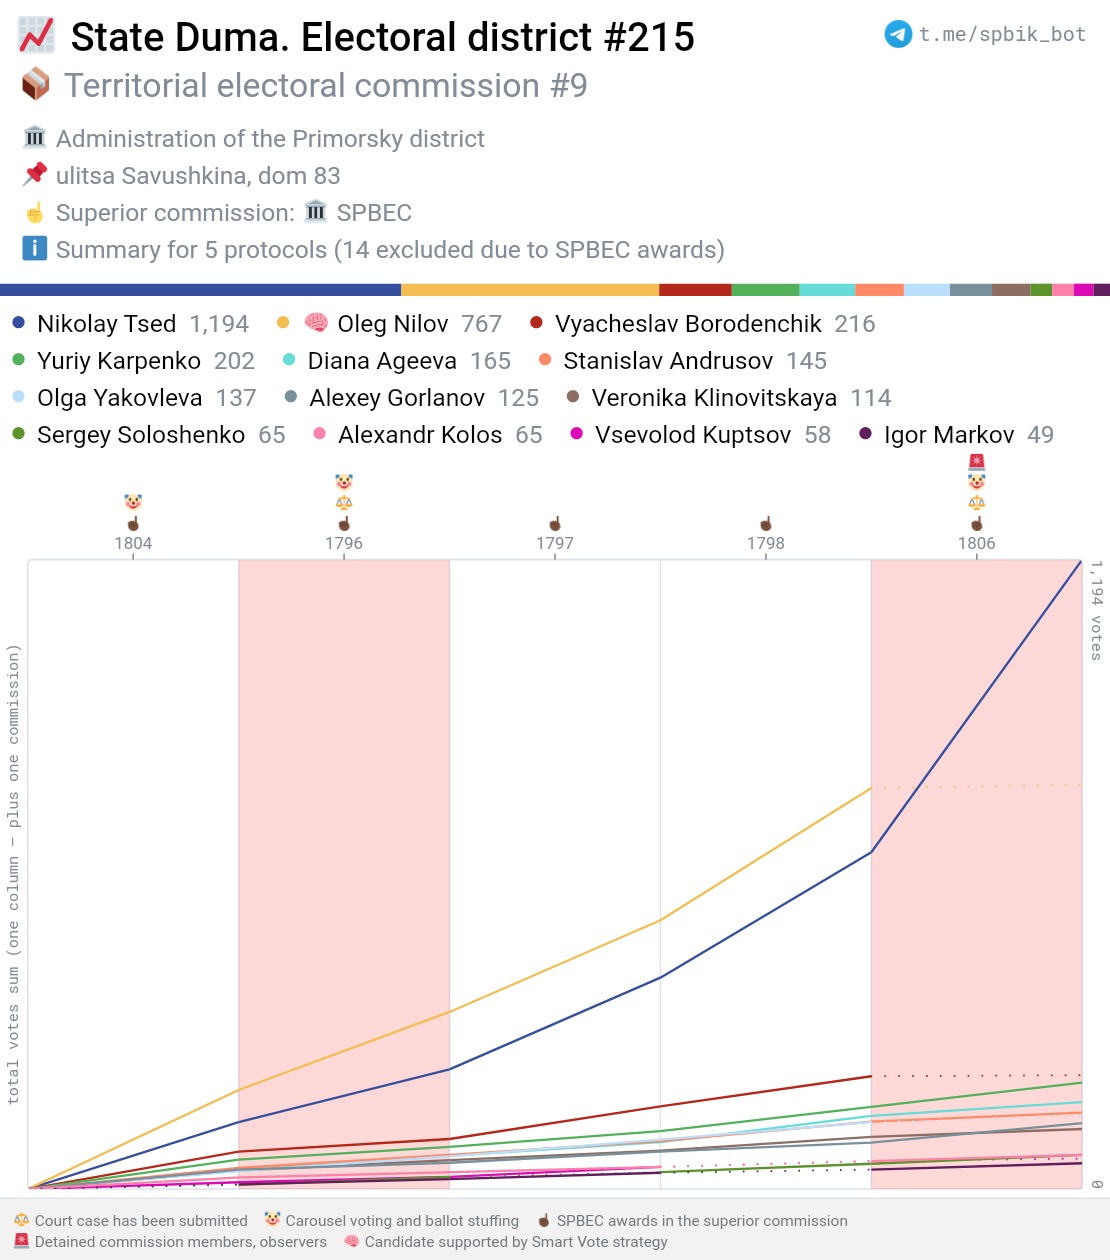 State Duma. Electoral district #215
t.me/spbik_bot
Territorial electoral commission #9
Administration of the Primorsky district
ulitsa Savushkina, dom 83
Superior commission: SPBEC
Summary for 5 protocols (14 excluded due to SPBEC awards)
Nikolay Tsed 1,194 Oleg Nilov 767 Vyacheslav Borodenchik 216
Yuriy Karpenko 202 Diana Ageeva 165 Stanislav Andrusov 145
Olga Yakovleva 137 Alexey Gorlanov 125 Veronika Klinovitskaya 114
Sergey Soloshenko 65 Alexandr Kolos 65 Vsevolod Kuptsov 58 Igor Markov 49
1804 1796 1797 1798 1806
1,194 votes
total votes sum (one column – plus one commission)
0
Court case has been submitted Carousel voting and ballot stuffing SPBEC awards in the superior commission
Detained commission members, observers Candidate supported by Smart Vote strategy